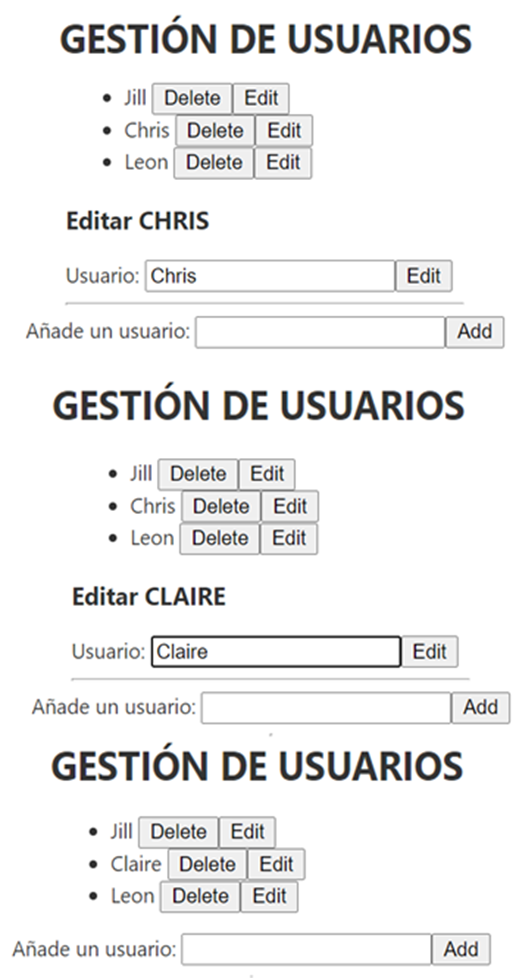 GESTIÓN DE USUARIOS
Jill Delete Edit
Chris Delete Edit
Leon Delete Edit
Editar CHRIS
Usuario: Chris Edit
Añade un usuario: Add
GESTIÓN DE USUARIOS
Jill Delete Edit
Chris Delete Edit
Leon Delete Edit
Editar CLAIRE
Usuario: Claire Edit
Añade un usuario: Add
GESTIÓN DE USUARIOS
Jill Delete Edit
Claire Delete Edit
Leon Delete Edit
Añade un usuario: Add